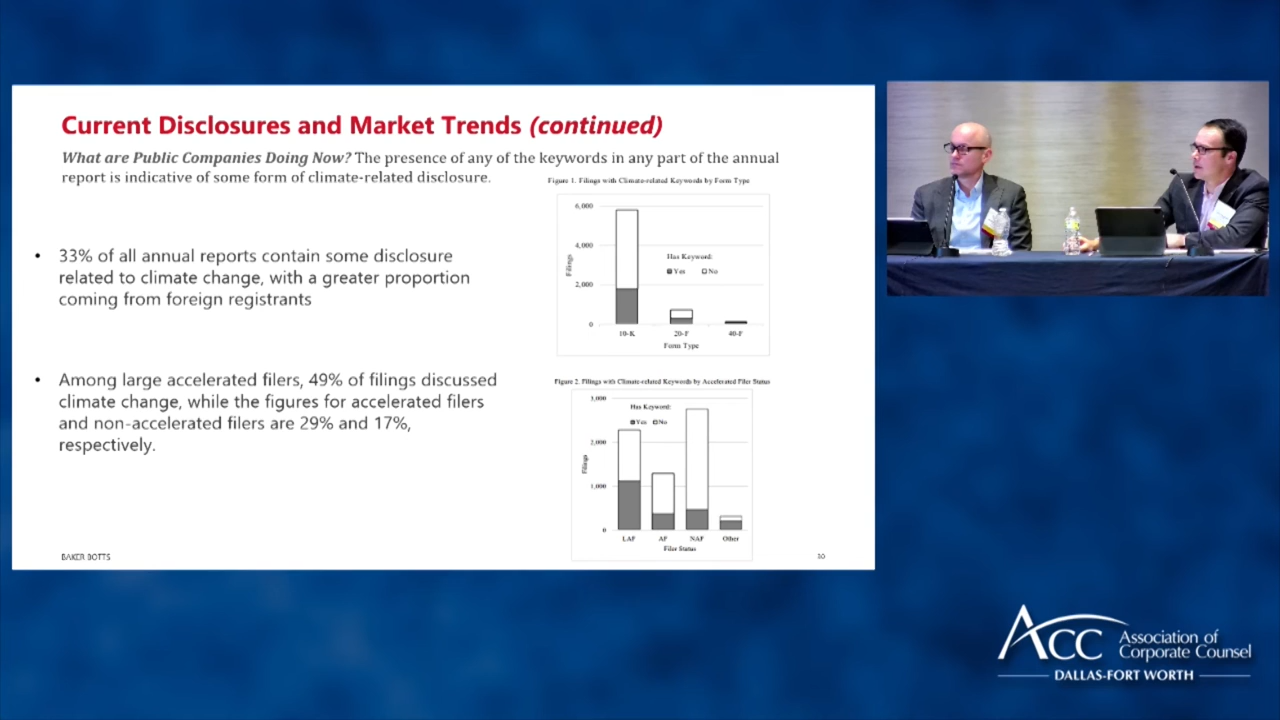 Current Disclosures and Market Trends (continued)
What are Public Companies Doing Now? The presence of any of the keywords in any part of the annual
report is indicative of some form of climate-related disclosure.
• 33% of all annual reports contain some disclosure
related to climate change, with a greater proportion
coming from foreign registrants
• Among large accelerated filers, 49% of filings discussed
climate change, while the figures for accelerated filers
and non-accelerated filers are 29% and 17%,
respectively.
Figure 1. Filings with Climate-related Keywords by Form Type
6,000
4,000
2,000
0
Filings
Has Keyword:
Yes No
10-K 20-F 40-F
Form Type
Figure 2. Filings with Climate-related Keywords by Accelerated Filer Status
3,000
2,000
1,000
0
Filings
Has Keyword:
Yes No
LAF AF NAF Other
Filer Status
BAKER BOTTS
ACC Association of
Corporate Counsel
DALLAS-FORT WORTH